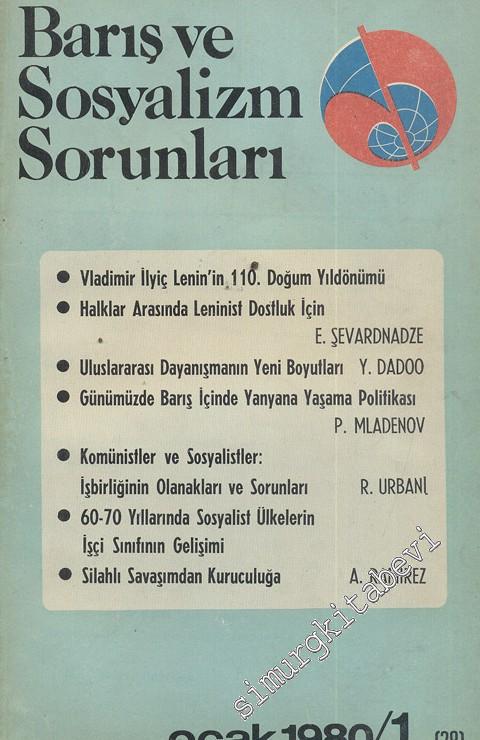 Barış ve
Sosyalizm
Sorunları
● Vladimir İlyiç Lenin'in 110. Doğum Yıldönümü
● Halklar Arasında Leninist Dostluk İçin
E. ŞEVARDNADZE
● Uluslararası Dayanışmanın Yeni Boyutları Y. DADOO
● Günümüzde Barış İçinde Yanyana Yaşama Politikası
P. MLADENOV
● Komünistler ve Sosyalistler:
İşbirliğinin Olanakları ve Sorunları R. URBANI
● 60-70 Yıllarında Sosyalist Ülkelerin
İşçi Sınıfının Gelişimi
● Silahlı Savaşımdan Kuruculuğa A. RAMIREZ
simurgkitabevi
ocak 1980/1